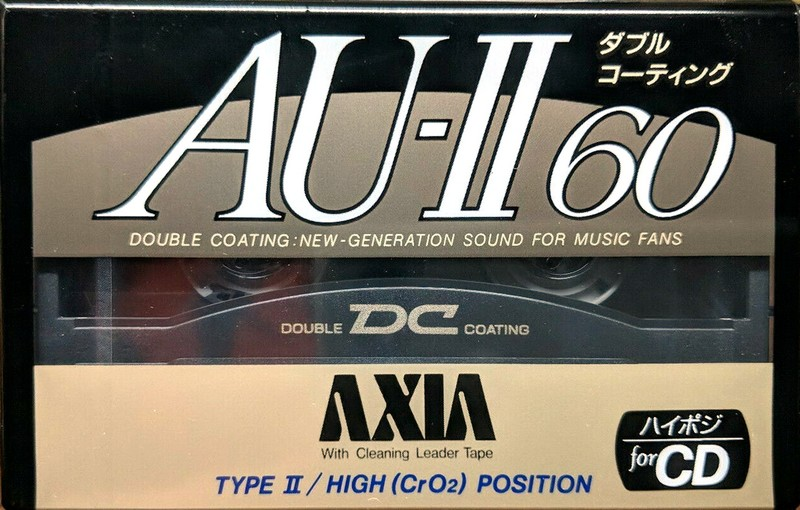 AU-II 60
ダブル
コーティング
DOUBLE COATING:NEW-GENERATION SOUND FOR MUSIC FANS
DOUBLE DC COATING
AXIA
With Cleaning Leader Tape
TYPE II / HIGH (CrO2) POSITION
ハイポジ
for CD